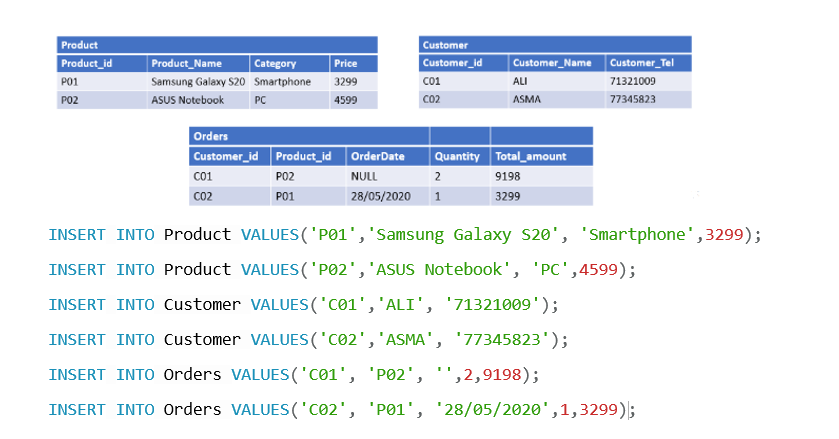 Product
Product_id Product_Name Category Price
P01 Samsung Galaxy S20 Smartphone 3299
P02 ASUS Notebook PC 4599
Customer
Customer_id Customer_Name Customer_Tel
C01 ALI 71321009
C02 ASMA 77345823
Orders
Customer_id Product_id OrderDate Quantity Total_amount
C01 P02 NULL 2 9198
C02 P01 28/05/2020 1 3299
INSERT INTO Product VALUES('P01','Samsung Galaxy S20', 'Smartphone',3299);
INSERT INTO Product VALUES('P02','ASUS Notebook', 'PC',4599);
INSERT INTO Customer VALUES('C01','ALI', '71321009');
INSERT INTO Customer VALUES('C02','ASMA', '77345823');
INSERT INTO Orders VALUES('C01', 'P02', '',2,9198);
INSERT INTO Orders VALUES('C02', 'P01', '28/05/2020',1,3299);